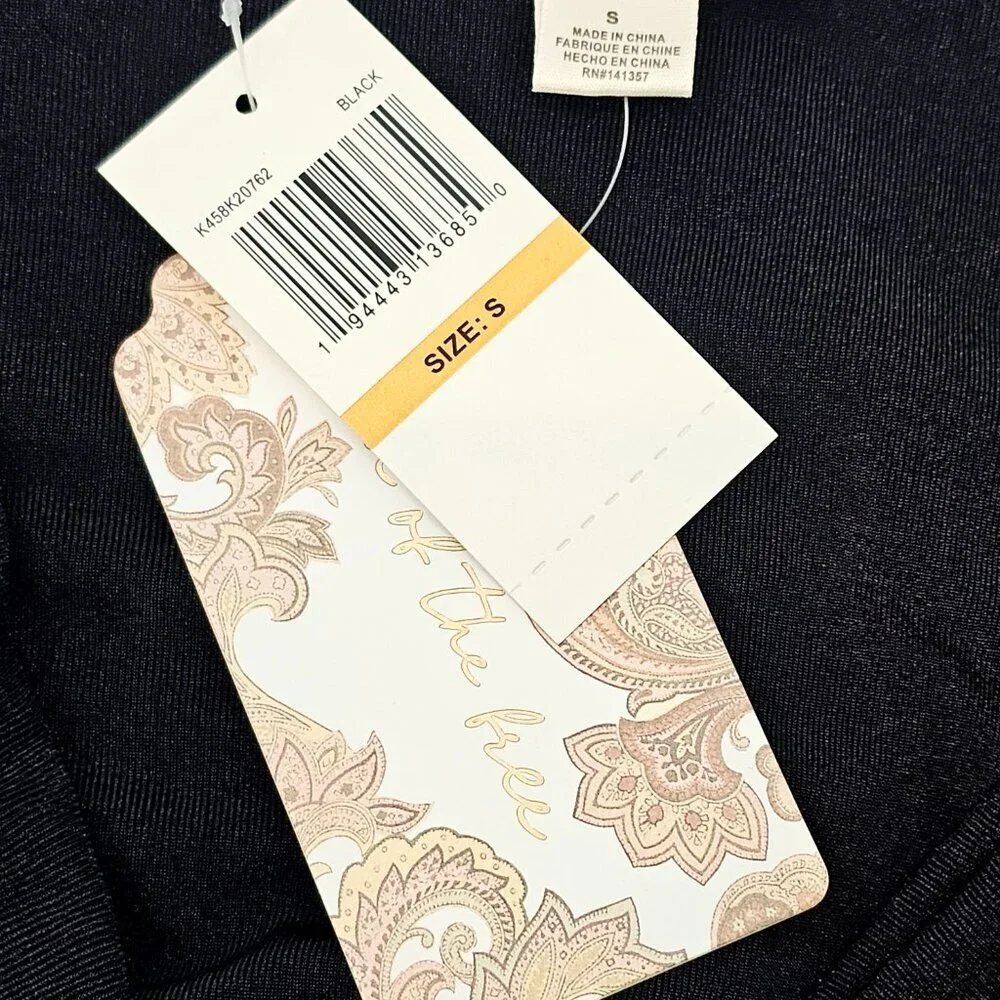 S
MADE IN CHINA
FABRIQUE EN CHINE
HECHO EN CHINA
RN#141357
BLACK
K458K20762
1 94443 13685 0
SIZE: S
of the free